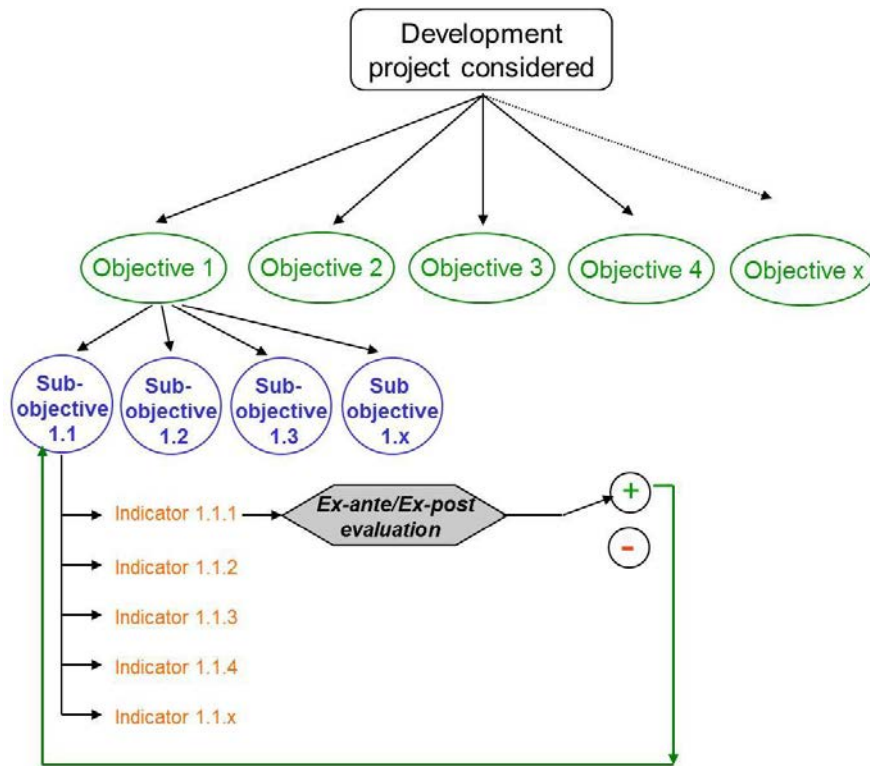 Development
project considered
Objective 1
Objective 2
Objective 3
Objective 4
Objective x
Sub-
objective
1.1
Sub-
objective
1.2
Sub-
objective
1.3
Sub
objective
1.x
Indicator 1.1.1
Ex-ante/Ex-post
evaluation
+
-
Indicator 1.1.2
Indicator 1.1.3
Indicator 1.1.4
Indicator 1.1.x